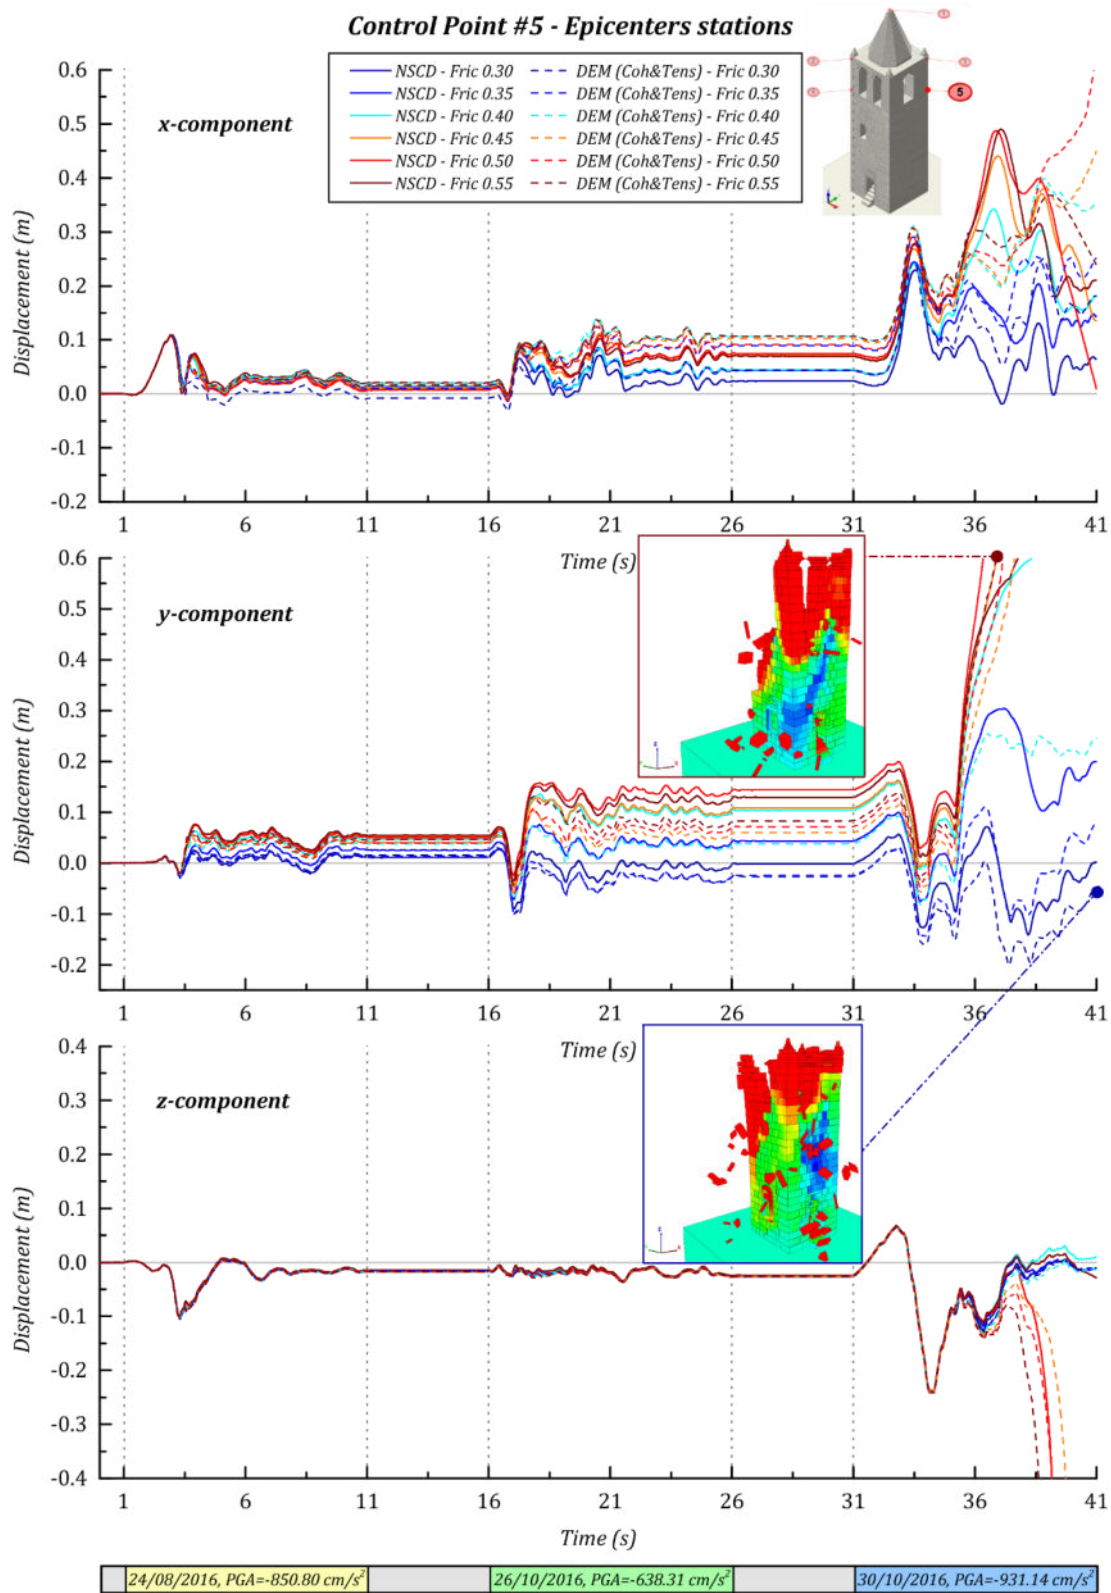 Control Point #5 - Epicenters stations
NSCD - Fric 0.30
NSCD - Fric 0.35
NSCD - Fric 0.40
NSCD - Fric 0.45
NSCD - Fric 0.50
NSCD - Fric 0.55
DEM (Coh&Tens) - Fric 0.30
DEM (Coh&Tens) - Fric 0.35
DEM (Coh&Tens) - Fric 0.40
DEM (Coh&Tens) - Fric 0.45
DEM (Coh&Tens) - Fric 0.50
DEM (Coh&Tens) - Fric 0.55
5
x-component
Displacement (m)
0.6
0.5
0.4
0.3
0.2
0.1
0.0
-0.1
-0.2
1 6 11 16 21 26 31 36 41
Time (s)
y-component
Displacement (m)
0.6
0.5
0.4
0.3
0.2
0.1
0.0
-0.1
-0.2
1 6 11 16 21 26 31 36 41
Time (s)
z-component
Displacement (m)
0.4
0.3
0.2
0.1
0.0
-0.1
-0.2
-0.3
-0.4
1 6 11 16 21 26 31 36 41
Time (s)
24/08/2016, PGA=-850.80 cm/s²
26/10/2016, PGA=-638.31 cm/s²
30/10/2016, PGA=-931.14 cm/s²